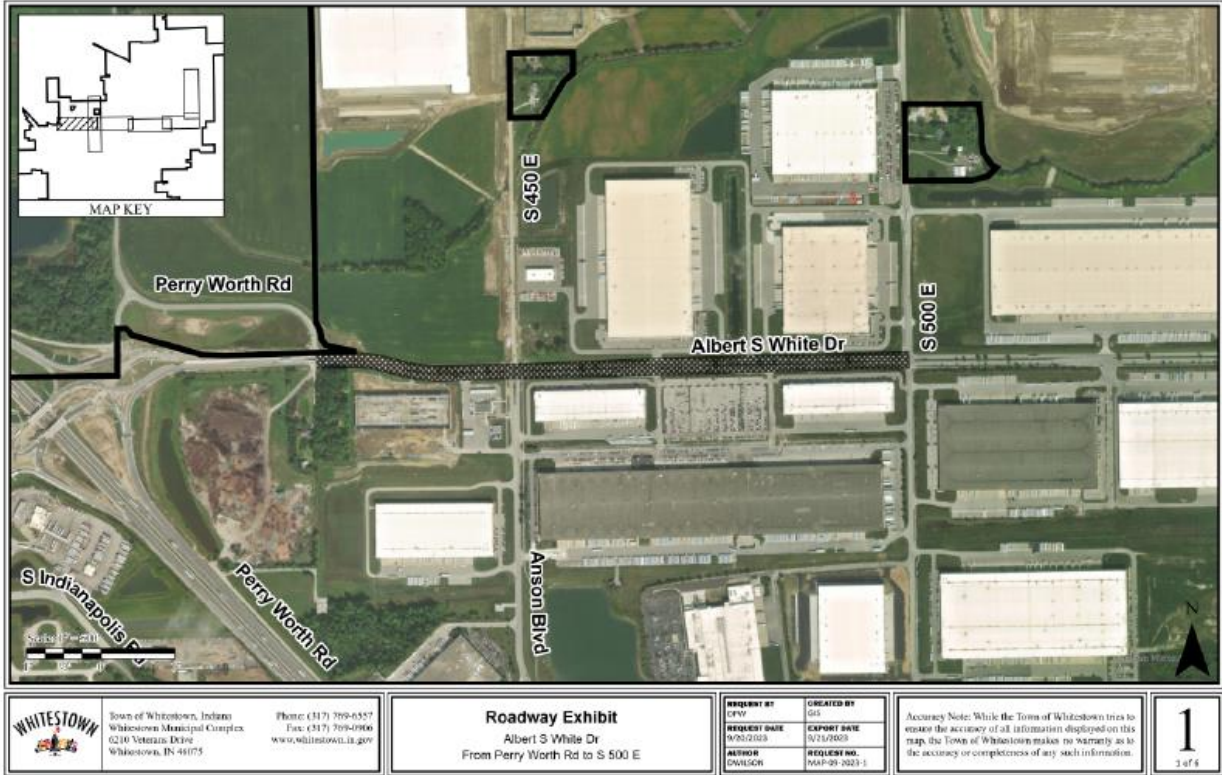 MAP KEY
Perry Worth Rd
S 450 E
S 500 E
Albert S White Dr
Anson Blvd
S Indianapolis Rd
Perry Worth Rd
N
WHITESTOWN
Town of Whitestown, Indiana
Whitestown Municipal Complex
6210 Veterans Drive
Whitestown, IN 46075
Phone: (317) 769-6557
Fax: (317) 769-0906
www.whitestown.in.gov
Roadway Exhibit
Albert S White Dr
From Perry Worth Rd to S 500 E
REQUEST BY
DPW
CREATED BY
GIS
REQUEST DATE
9/20/2023
EXPORT DATE
9/21/2023
AUTHOR
DWILSON
REQUEST NO.
MAP-09-2023-1
Accuracy Note: While the Town of Whitestown tries to
ensure the accuracy of all information displayed on this
map, the Town of Whitestown makes no warranty as to
the accuracy or completeness of any such information.
1
1 of 6